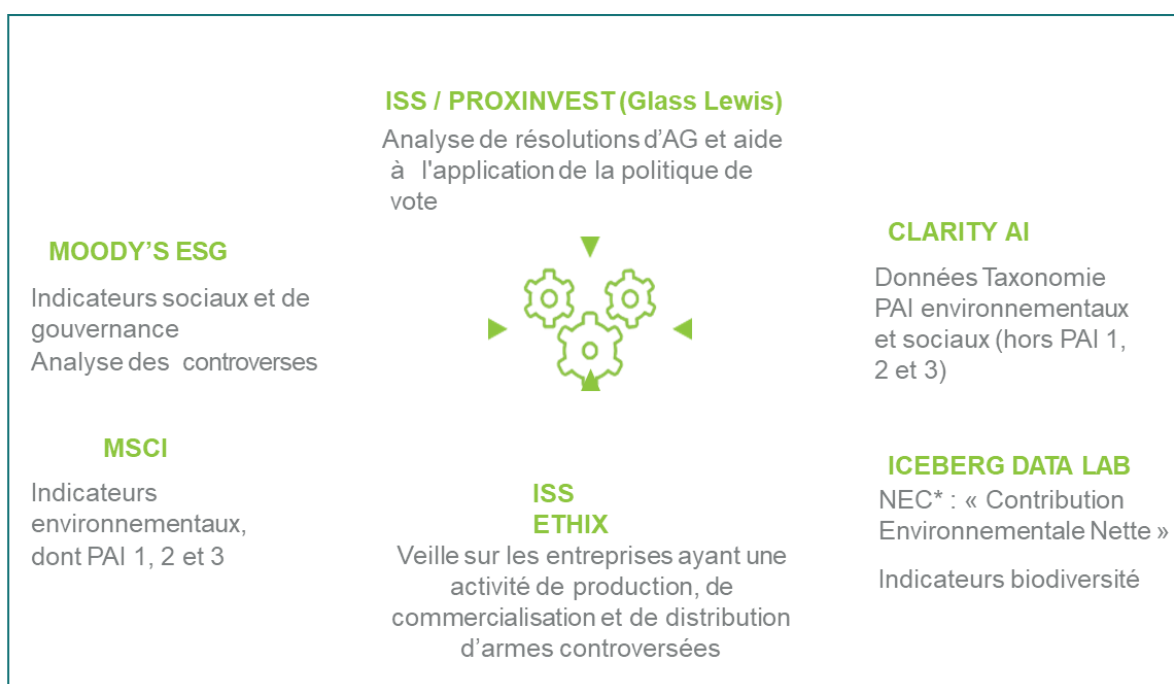 ISS / PROXINVEST (Glass Lewis)
Analyse de résolutions d'AG et aide
à l'application de la politique de
vote
MOODY'S ESG
Indicateurs sociaux et de
gouvernance
Analyse des controverses
CLARITY AI
Données Taxonomie
PAI environnementaux
et sociaux (hors PAI 1,
2 et 3)
MSCI
Indicateurs
environnementaux,
dont PAI 1, 2 et 3
ISS
ETHIX
Veille sur les entreprises ayant une
activité de production, de
commercialisation et de distribution
d'armes controversées
ICEBERG DATA LAB
NEC* : « Contribution
Environnementale Nette »
Indicateurs biodiversité